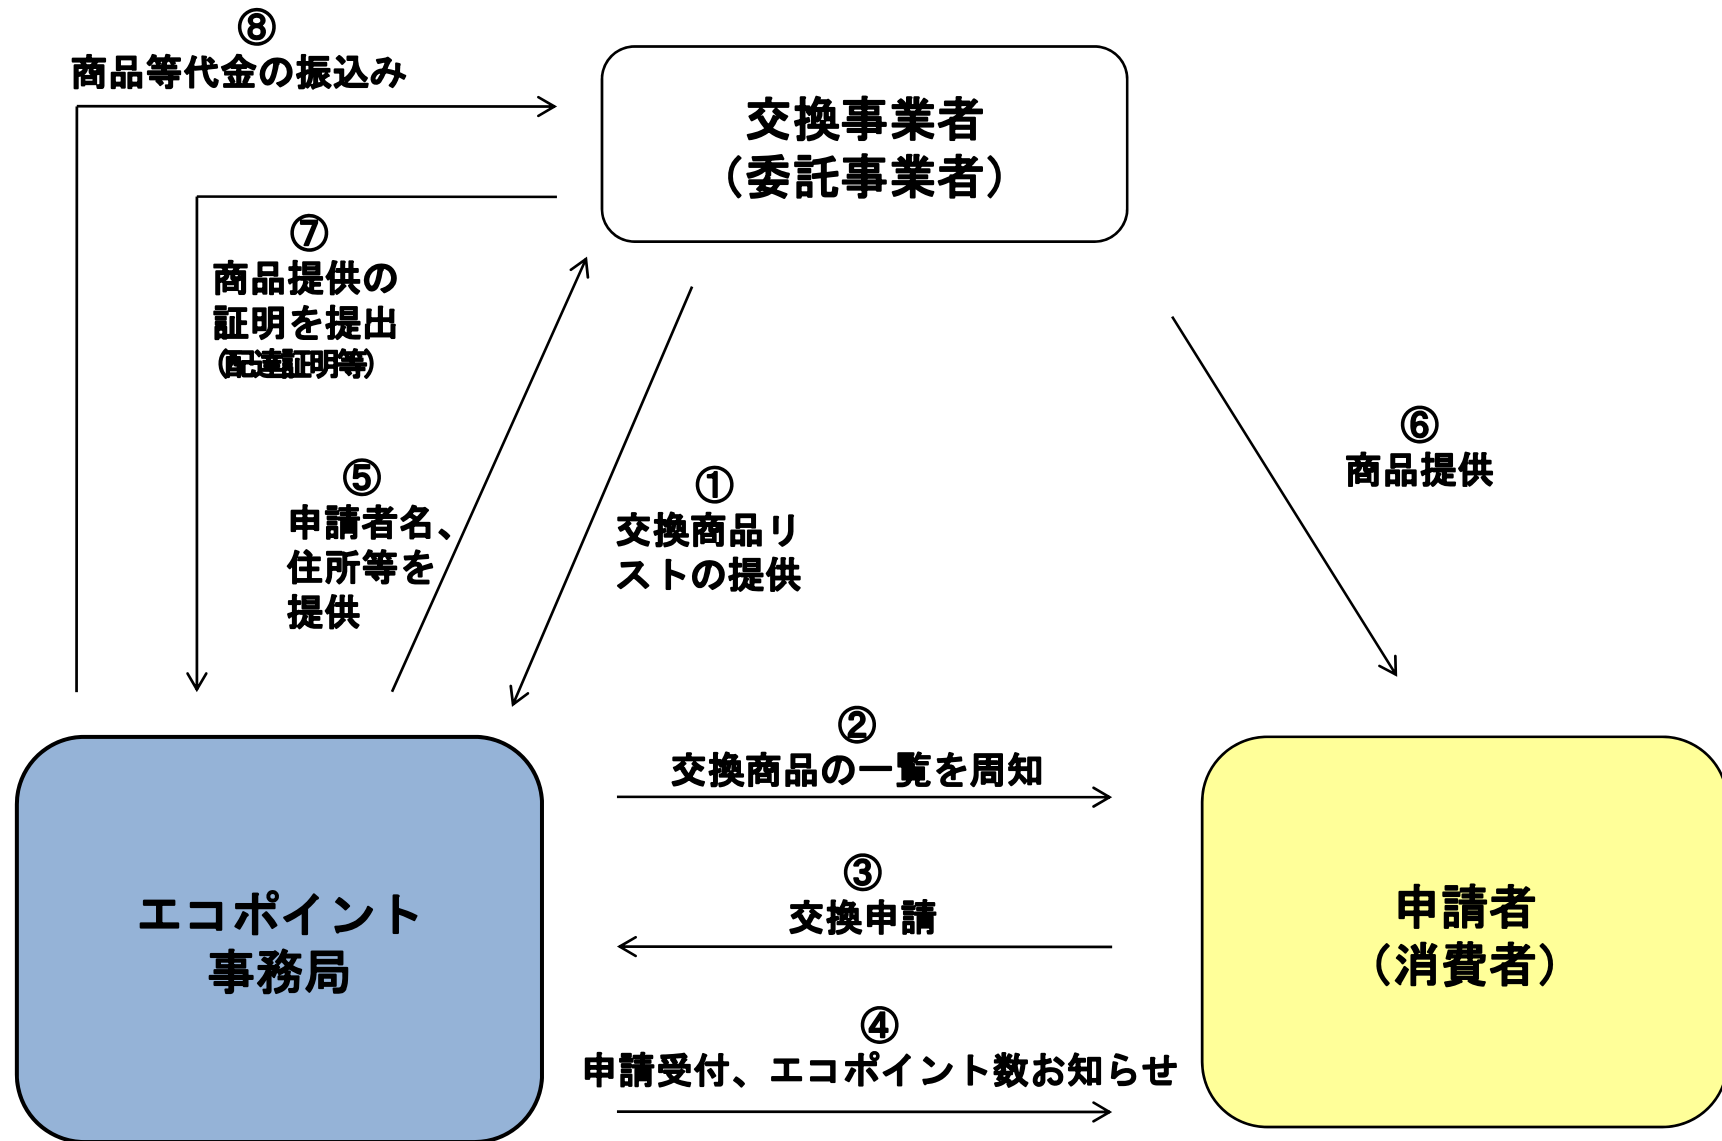 ⑧
商品等代金の振込み
交換事業者
（委託事業者）
⑦
商品提供の
証明を提出
（配達証明等）
⑥
商品提供
⑤
申請者名、
住所等を
提供
①
交換商品リ
ストの提供
②
交換商品の一覧を周知
③
交換申請
④
申請受付、エコポイント数お知らせ
エコポイント
事務局
申請者
（消費者）